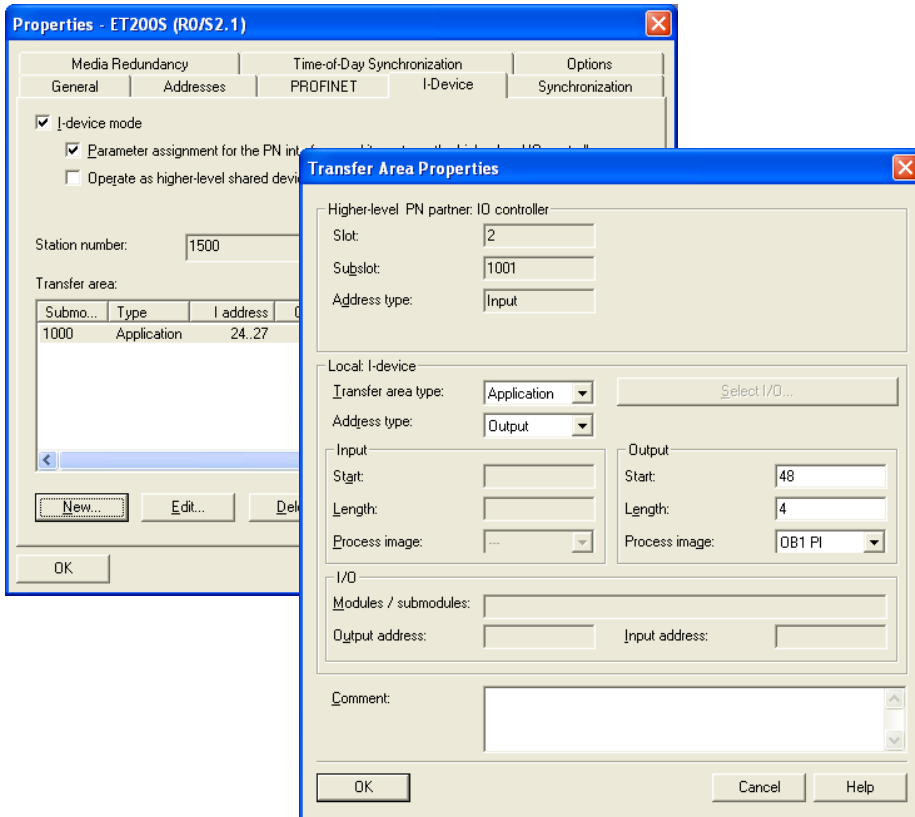 Properties - ET200S (R0/S2.1)
Media Redundancy Time-of-Day Synchronization Options
General Addresses PROFINET I-Device Synchronization
I-device mode
Parameter assignment for the PN
Operate as higher-level shared
Station number: 1500
Transfer area:
Submo... Type I address
1000 Application 24..27
New... Edit...
OK
Transfer Area Properties
Higher-level PN partner: IO controller
Slot: 2
Subslot: 1001
Address type: Input
Local: I-device
Transfer area type: Application Select I/O...
Address type: Output
Input Output
Start: Start: 48
Length: Length: 4
Process image: --- Process image: OB1 PI
I/O
Modules / submodules:
Output address: Input address:
Comment:
OK Cancel Help